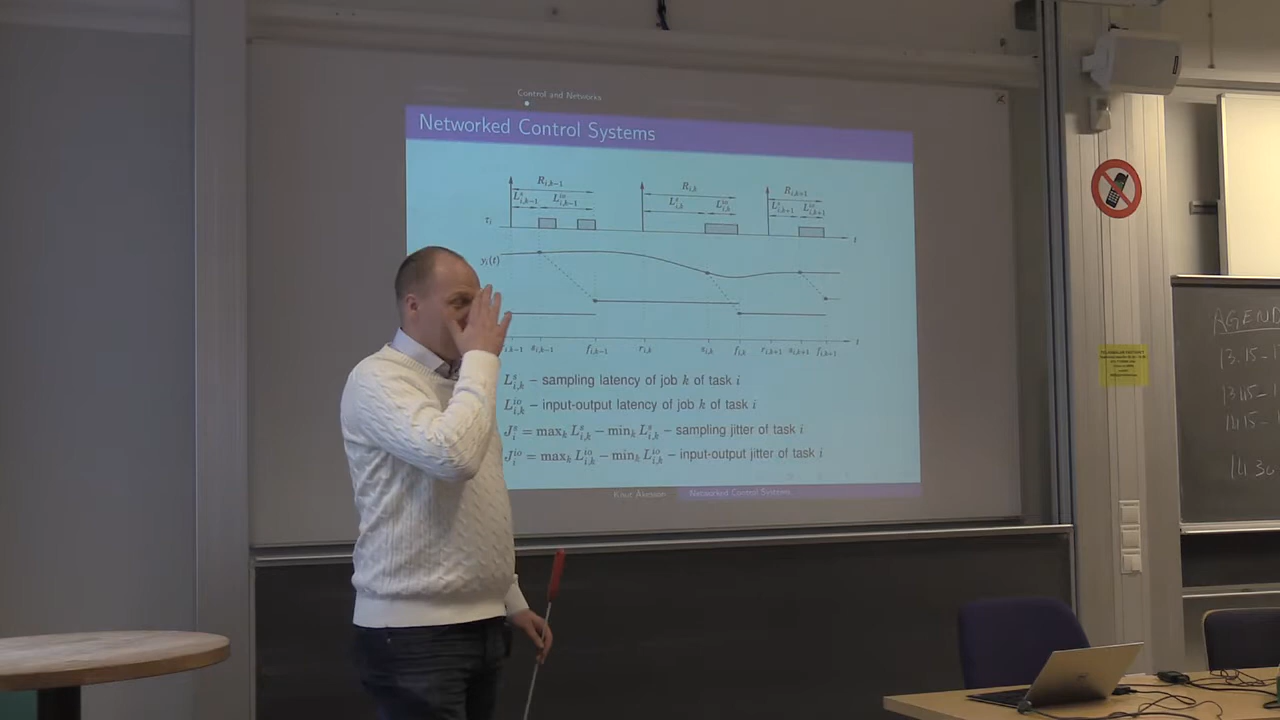 Control and Networks
Networked Control Systems
R_{i,k-1}
R_{i,k}
R_{i,k+1}
L^s_{i,k-1} L^{io}_{i,k-1}
L^s_{i,k} L^{io}_{i,k}
L^s_{i,k+1} L^{io}_{i,k+1}
τ_i
t
y_i(t)
s_{i,k-1} f_{i,k-1} r_{i,k} s_{i,k} f_{i,k} r_{i,k+1} s_{i,k+1} f_{i,k+1}
t
L^s_{i,k} – sampling latency of job k of task i
L^{io}_{i,k} – input-output latency of job k of task i
J^s_i = max_k L^s_{i,k} – min_k L^s_{i,k} – sampling jitter of task i
J^{io}_i = max_k L^{io}_{i,k} – min_k L^{io}_{i,k} – input-output jitter of task i
Knut Åkesson Networked Control Systems
AGEND
13.15-
13.45-
14.15-
14.30